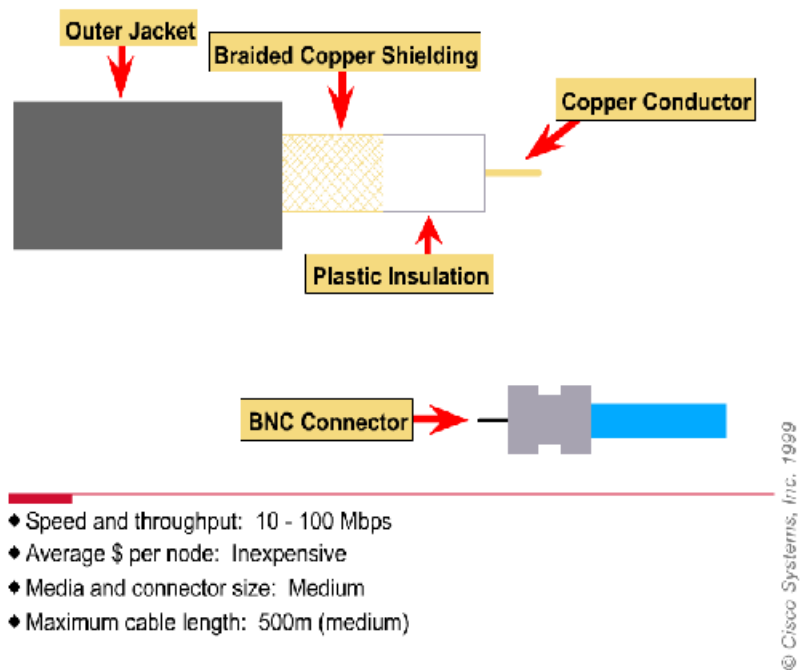 Outer Jacket
Braided Copper Shielding
Copper Conductor
Plastic Insulation
BNC Connector
◆ Speed and throughput: 10 - 100 Mbps
◆ Average $ per node: Inexpensive
◆ Media and connector size: Medium
◆ Maximum cable length: 500m (medium)
© Cisco Systems, Inc. 1999